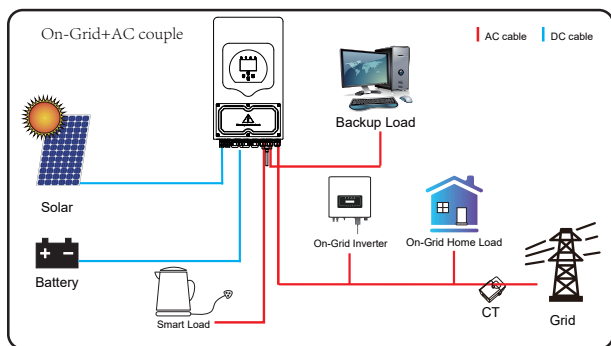 On-Grid+AC couple
AC cable
DC cable
Backup Load
Solar
On-Grid Inverter
On-Grid Home Load
Battery
Smart Load
CT
Grid